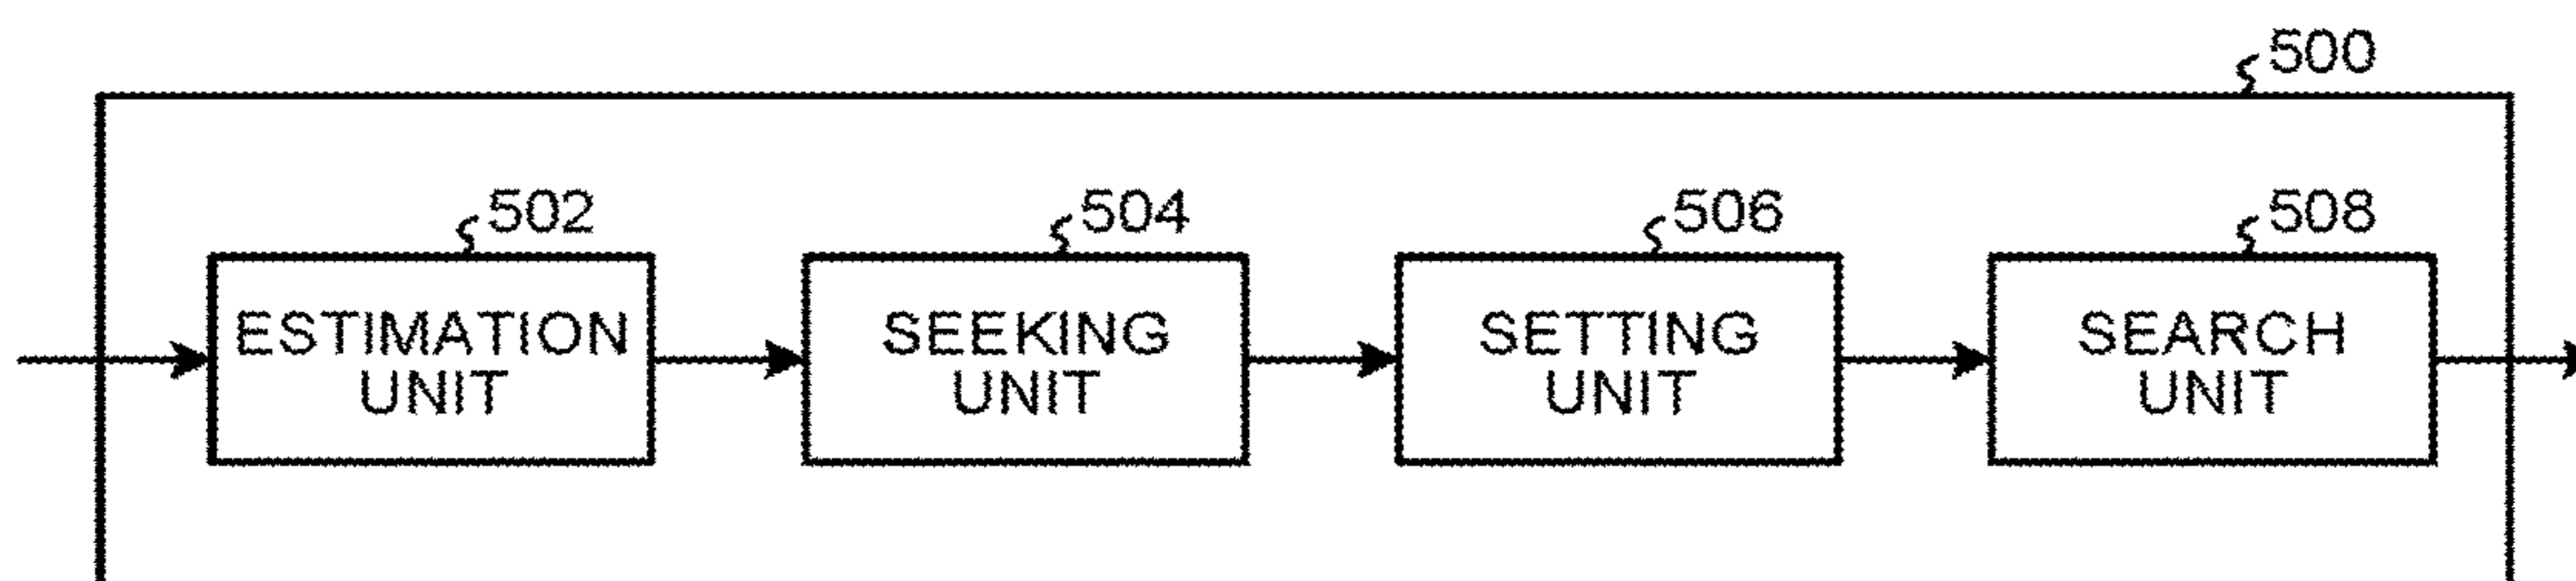 500
502
504
506
508
ESTIMATION
UNIT
SEEKING
UNIT
SETTING
UNIT
SEARCH
UNIT